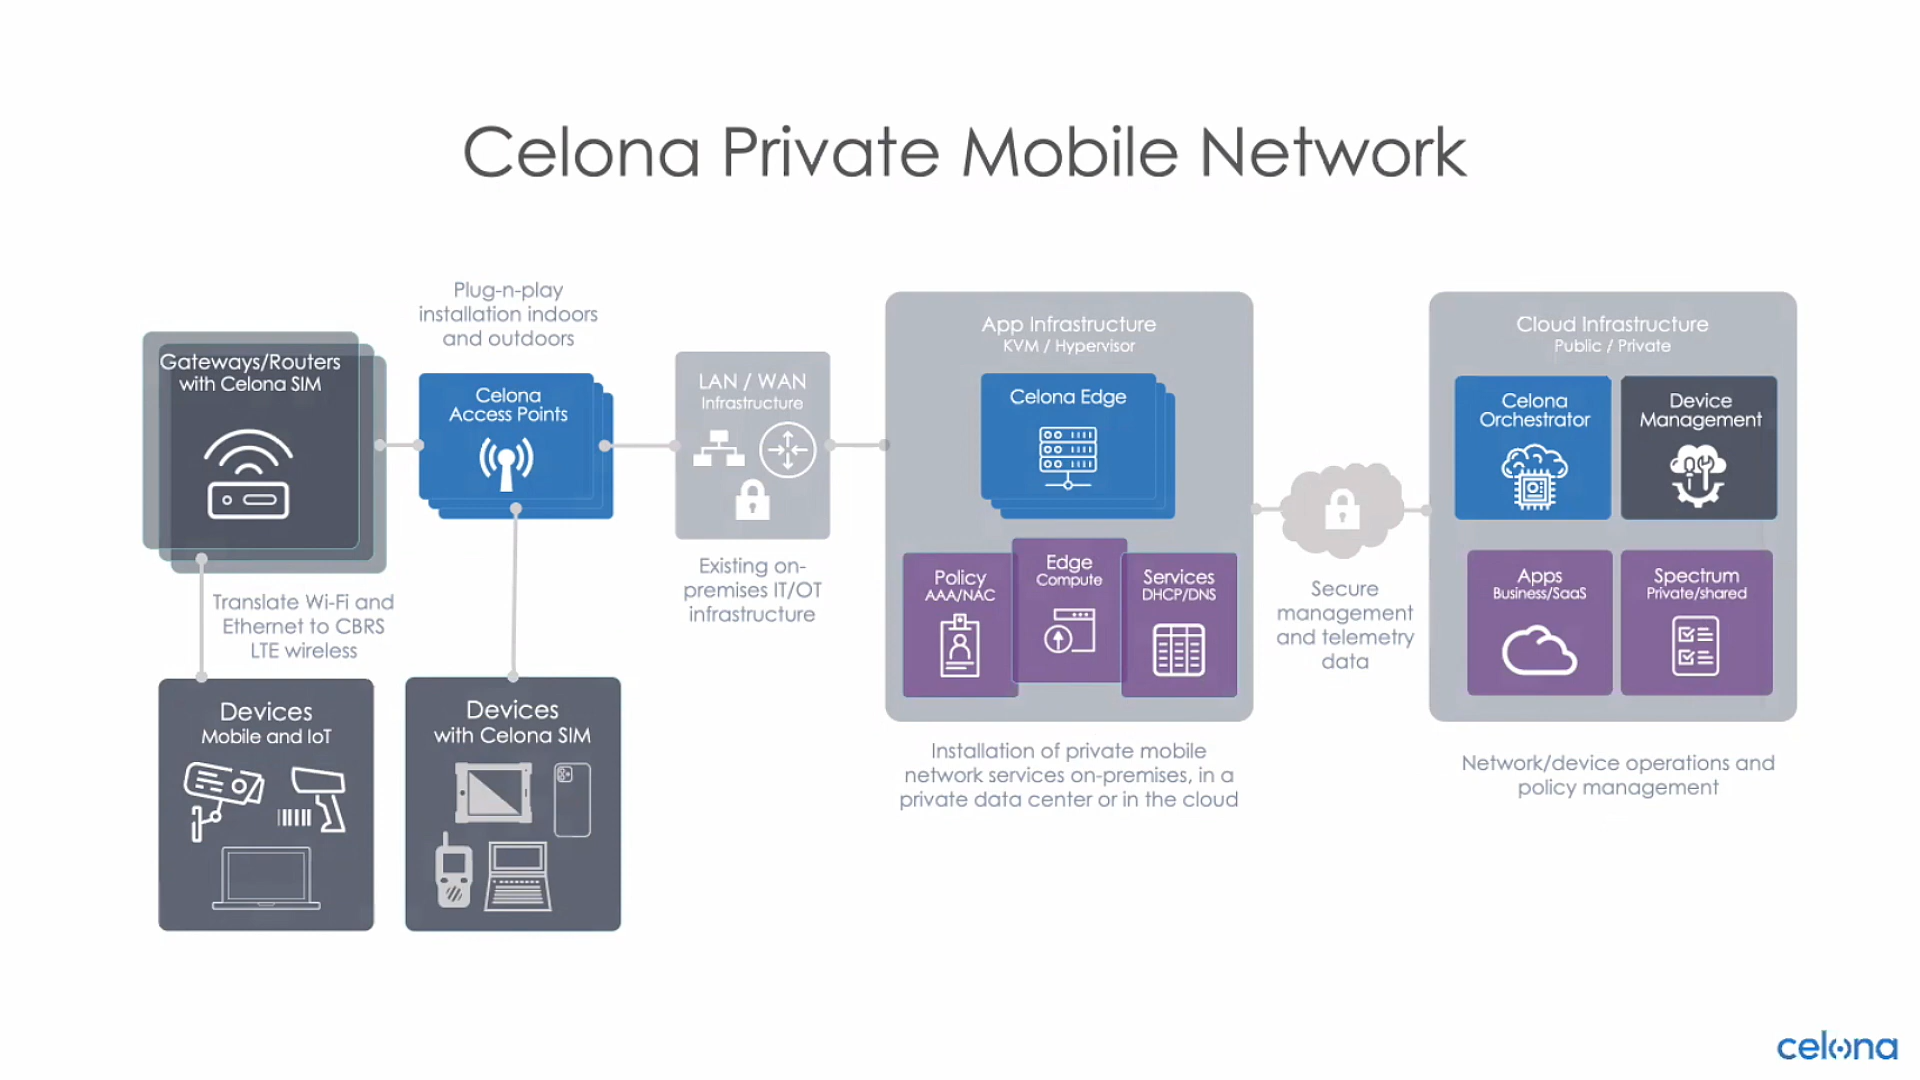 Celona Private Mobile Network
Gateways/Routers
with Celona SIM
Translate Wi-Fi and
Ethernet to CBRS
LTE wireless
Devices
Mobile and IoT
Plug-n-play
installation indoors
and outdoors
Celona
Access Points
Devices
with Celona SIM
LAN / WAN
Infrastructure
Existing on-
premises IT/OT
infrastructure
App Infrastructure
KVM / Hypervisor
Celona Edge
Policy
AAA/NAC
Edge
Compute
Services
DHCP/DNS
Installation of private mobile
network services on-premises, in a
private data center or in the cloud
Secure
management
and telemetry
data
Cloud Infrastructure
Public / Private
Celona
Orchestrator
Device
Management
Apps
Business/SaaS
Spectrum
Private/shared
Network/device operations and
policy management
celona